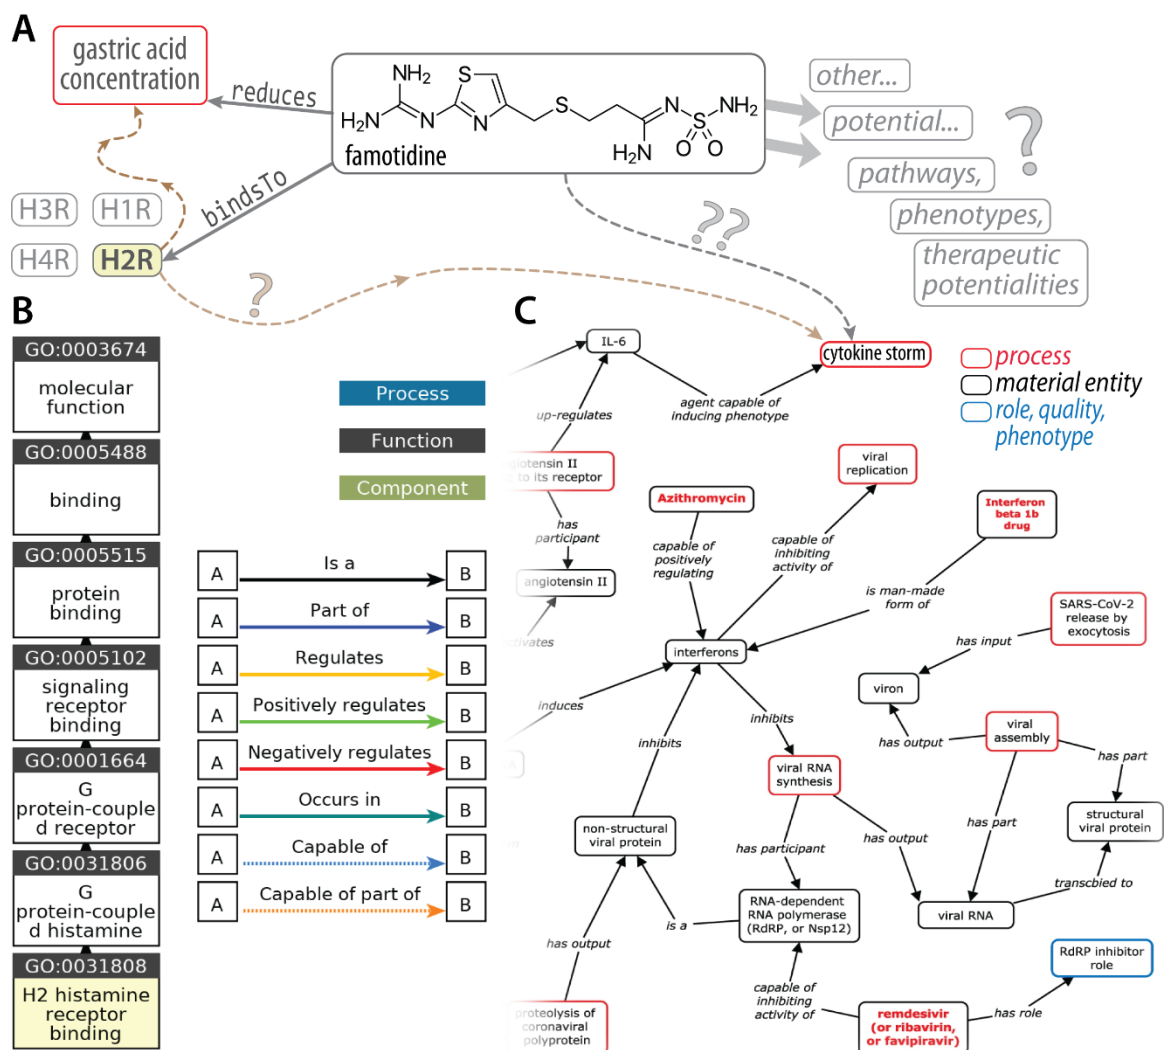 A
gastric acid
concentration
reduces
NH2
H2N
N
S
N
S
N
H2N
S
O
O
NH2
famotidine
other...
potential...
pathways,
phenotypes,
therapeutic
potentialities
?
bindsTo
H3R
H1R
H4R
H2R
?
??
B
GO:0003674
molecular
function
GO:0005488
binding
GO:0005515
protein
binding
GO:0005102
signaling
receptor
binding
GO:0001664
G
protein-couple
d receptor
GO:0031806
G
protein-couple
d histamine
GO:0031808
H2 histamine
receptor
binding
Process
Function
Component
A Is a B
A Part of B
A Regulates B
A Positively regulates B
A Negatively regulates B
A Occurs in B
A Capable of B
A Capable of part of B
C
IL-6
cytokine storm
process
material entity
role, quality,
phenotype
agent capable of
inducing phenotype
up-regulates
giotensin II
g to its receptor
has
participant
angiotensin II
activates
Azithromycin
capable of
positively
regulating
viral
replication
capable of
inhibiting
activity of
Interferon
beta 1b
drug
is man-made
form of
SARS-CoV-2
release by
exocytosis
has input
interferons
viron
induces
inhibits
inhibits
has output
viral
assembly
has part
viral RNA
synthesis
structural
viral protein
non-structural
viral protein
has participant
has output
has part
transcbied to
viral RNA
RNA-dependent
RNA polymerase
(RdRP, or Nsp12)
is a
has output
RdRP inhibitor
role
capable of
inhibiting
activity of
proteolysis of
coronaviral
polyprotein
remdesivir
(or ribavirin,
or favipiravir)
has role